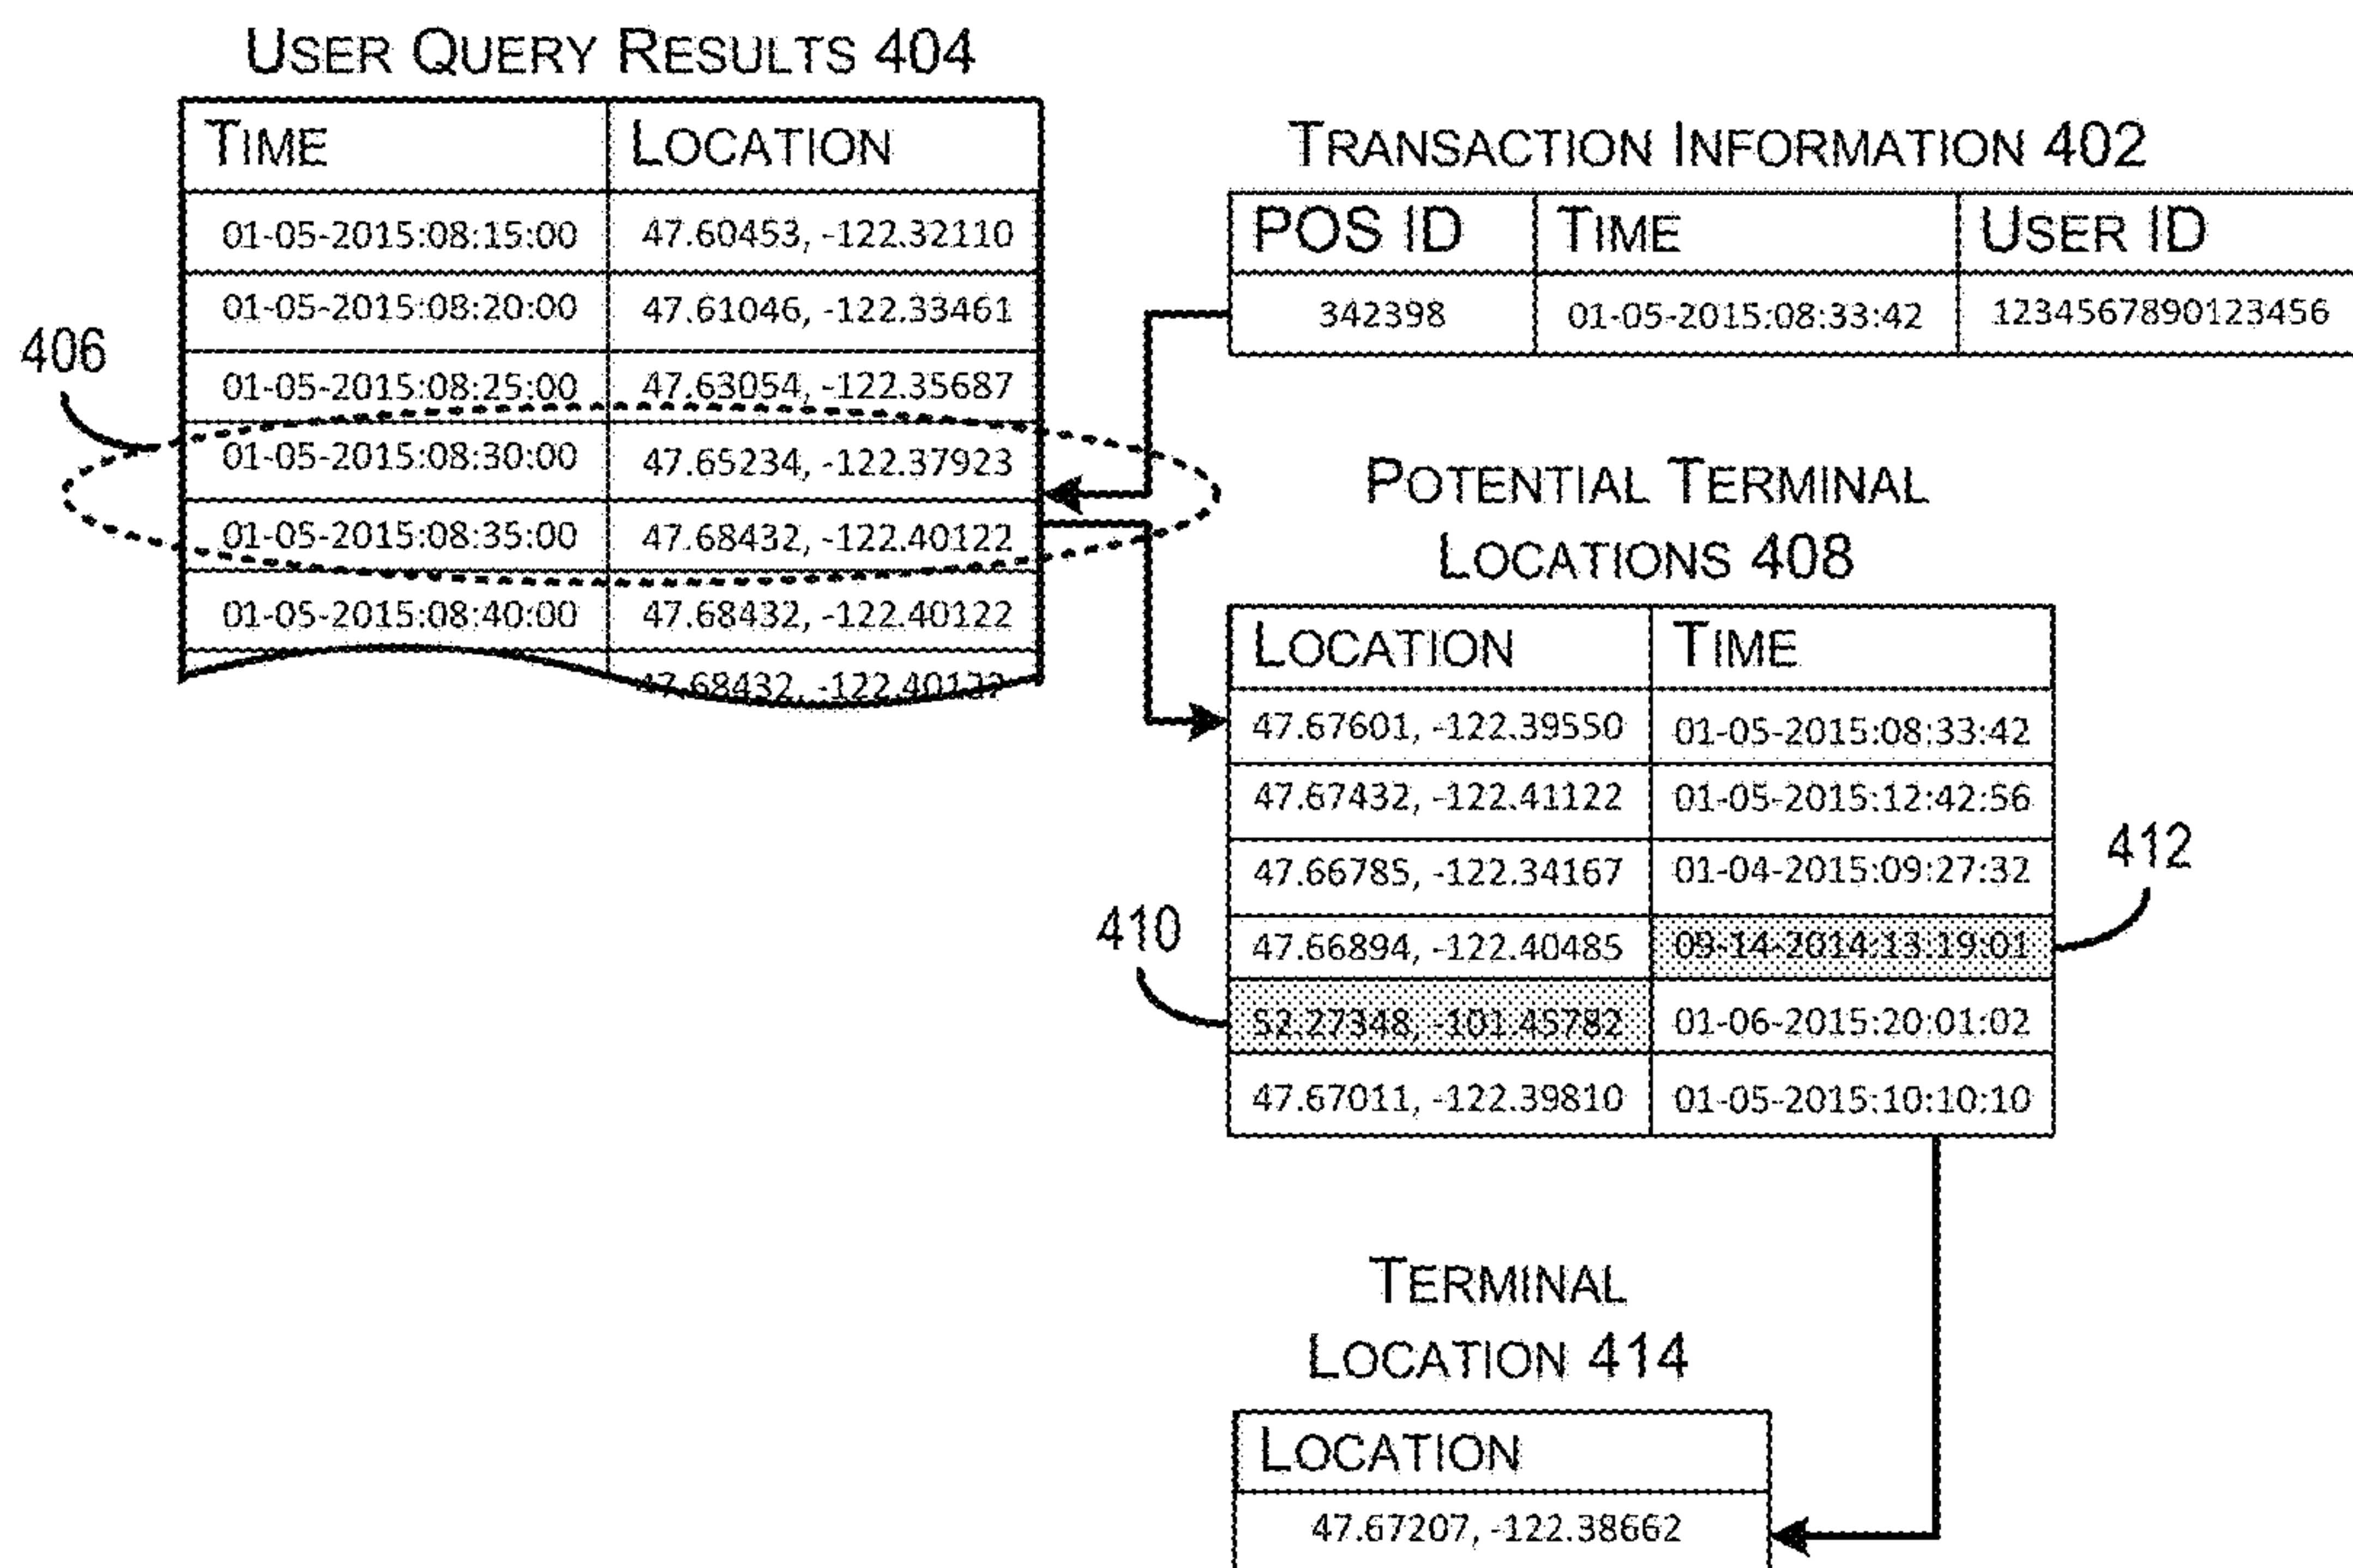 USER QUERY RESULTS 404
TIME LOCATION
01-05-2015:08:15:00 47.60453, -122.32110
01-05-2015:08:20:00 47.61046, -122.33461
01-05-2015:08:25:00 47.63054, -122.35687
01-05-2015:08:30:00 47.65234, -122.37923
01-05-2015:08:35:00 47.68432, -122.40122
01-05-2015:08:40:00 47.68432, -122.40122
47.68432, -122.40122
406
TRANSACTION INFORMATION 402
POS ID TIME USER ID
342398 01-05-2015:08:33:42 1234567890123456
POTENTIAL TERMINAL
LOCATIONS 408
LOCATION TIME
47.67601, -122.39550 01-05-2015:08:33:42
47.67432, -122.41122 01-05-2015:12:42:56
47.66785, -122.34167 01-04-2015:09:27:32
47.66894, -122.40485 09-14-2014:13:19:01
52.27348, -101.45782 01-06-2015:20:01:02
47.67011, -122.39810 01-05-2015:10:10:10
412
410
TERMINAL
LOCATION 414
LOCATION
47.67207, -122.38662